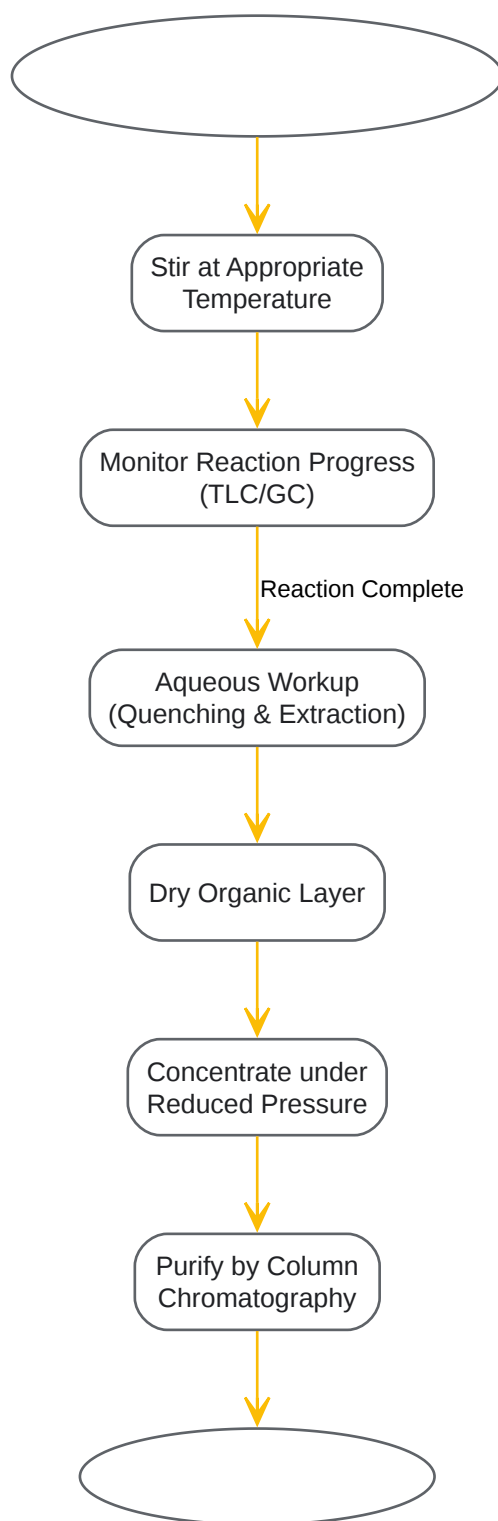 Stir at Appropriate
Temperature
Monitor Reaction Progress
(TLC/GC)
Reaction Complete
Aqueous Workup
(Quenching & Extraction)
Dry Organic Layer
Concentrate under
Reduced Pressure
Purify by Column
Chromatography